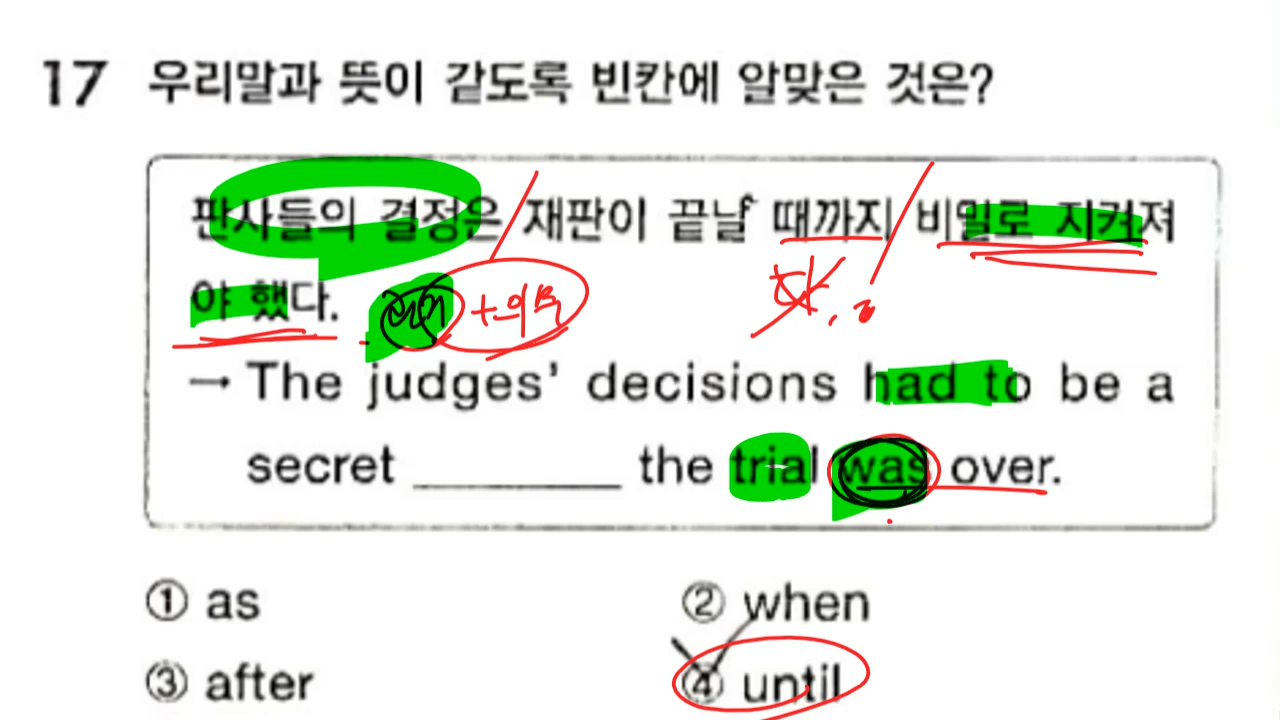 17 우리말과 뜻이 같도록 빈칸에 알맞은 것은?
판사들의 결정은 재판이 끝날 때까지 비밀로 지켜져
야 했다.
→ The judges' decisions had to be a
secret ________ the trial was over.
① as
② when
③ after
④ until